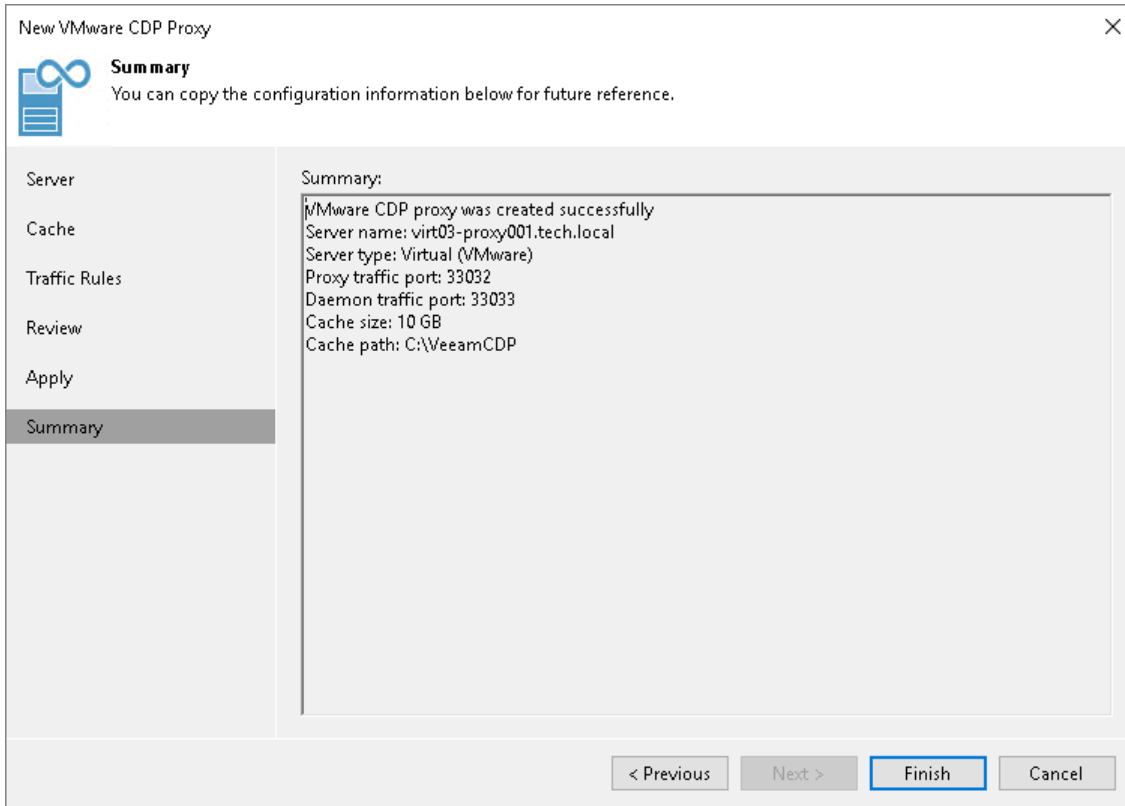 New VMware CDP Proxy
Summary
You can copy the configuration information below for future reference.
Server
Cache
Traffic Rules
Review
Apply
Summary
Summary:
VMware CDP proxy was created successfully
Server name: virt03-proxy001.tech.local
Server type: Virtual (VMware)
Proxy traffic port: 33032
Daemon traffic port: 33033
Cache size: 10 GB
Cache path: C:\VeeamCDP
< Previous
Next >
Finish
Cancel